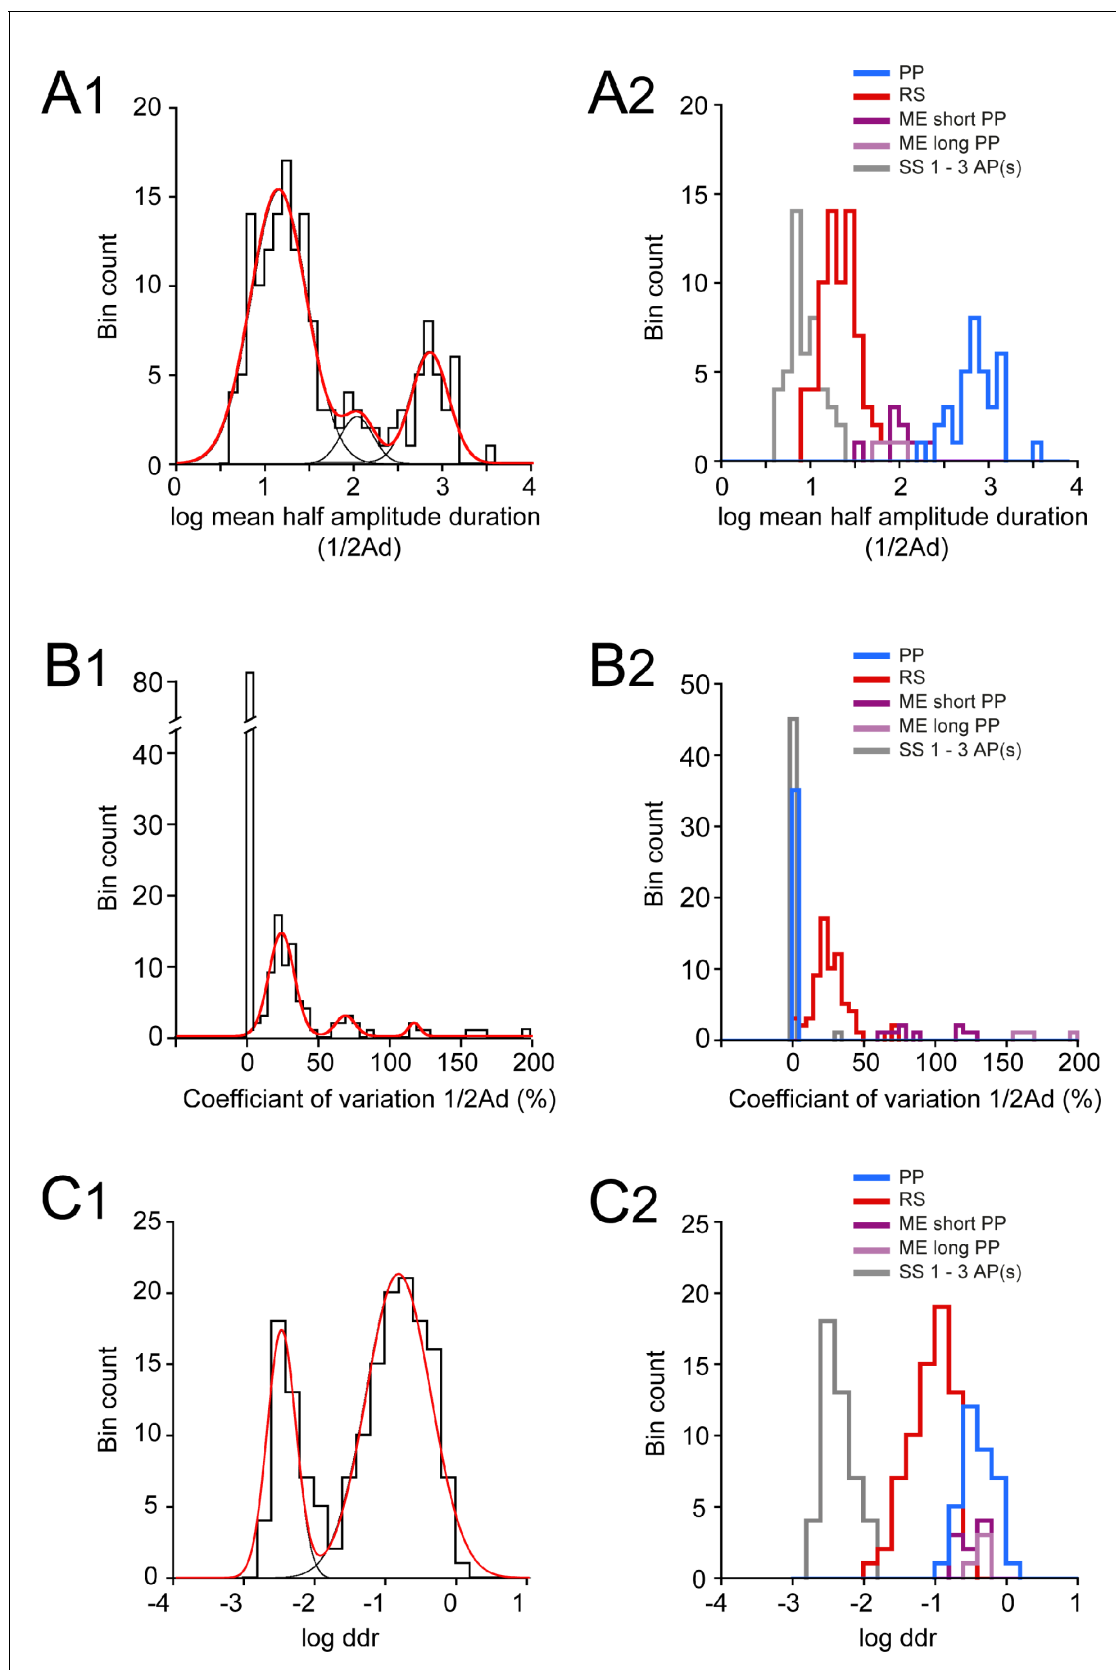 A1
20
15
10
5
0
Bin count
0 1 2 3 4
log mean half amplitude duration
(1/2Ad)
A2
PP
RS
ME short PP
ME long PP
SS 1 - 3 AP(s)
20
15
10
5
0
Bin count
1 2 3 4
log mean half amplitude duration
(1/2Ad)
B1
80
40
30
20
10
0
Bin count
0 50 100 150 200
Coefficiant of variation 1/2Ad (%)
B2
PP
RS
ME short PP
ME long PP
SS 1 - 3 AP(s)
50
40
30
20
10
0
Bin count
0 50 100 150 200
Coefficiant of variation 1/2Ad (%)
C1
25
20
15
10
5
0
Bin count
-4 -3 -2 -1 0 1
log ddr
C2
PP
RS
ME short PP
ME long PP
SS 1 - 3 AP(s)
25
20
15
10
5
0
Bin count
-4 -3 -2 -1 0 1
log ddr